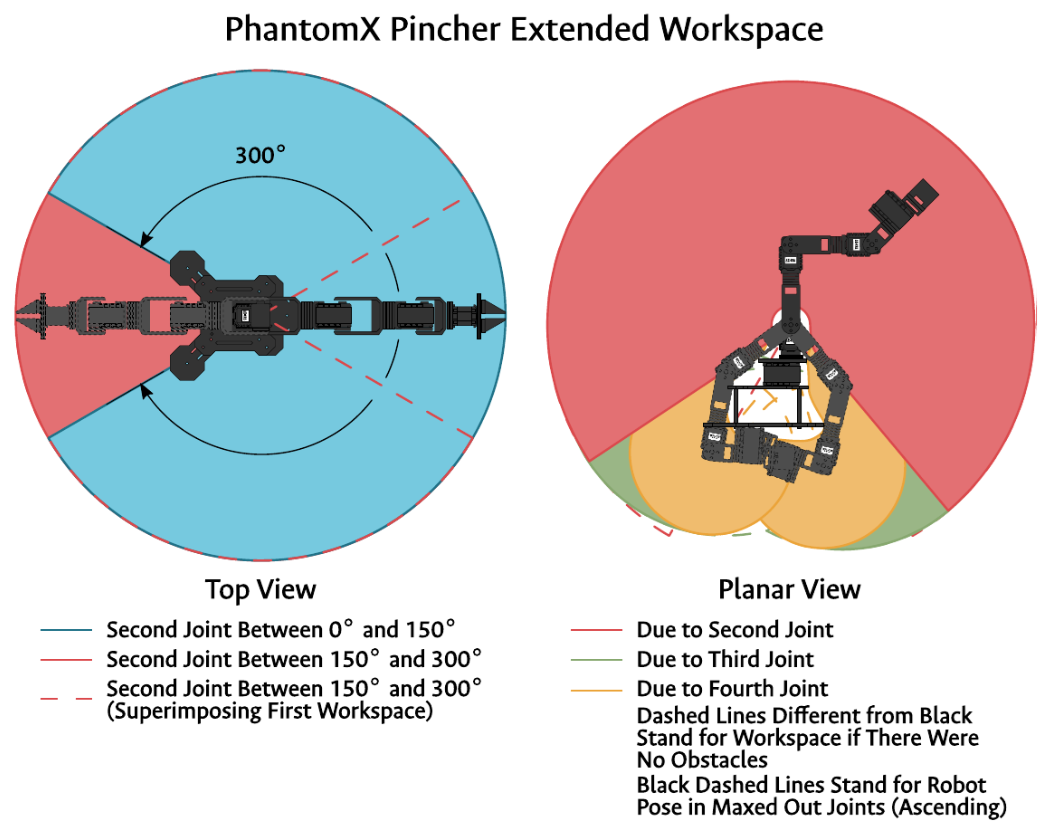 PhantomX Pincher Extended Workspace
300°
Top View
Second Joint Between 0° and 150°
Second Joint Between 150° and 300°
Second Joint Between 150° and 300°
(Superimposing First Workspace)
Planar View
Due to Second Joint
Due to Third Joint
Due to Fourth Joint
Dashed Lines Different from Black
Stand for Workspace if There Were
No Obstacles
Black Dashed Lines Stand for Robot
Pose in Maxed Out Joints (Ascending)